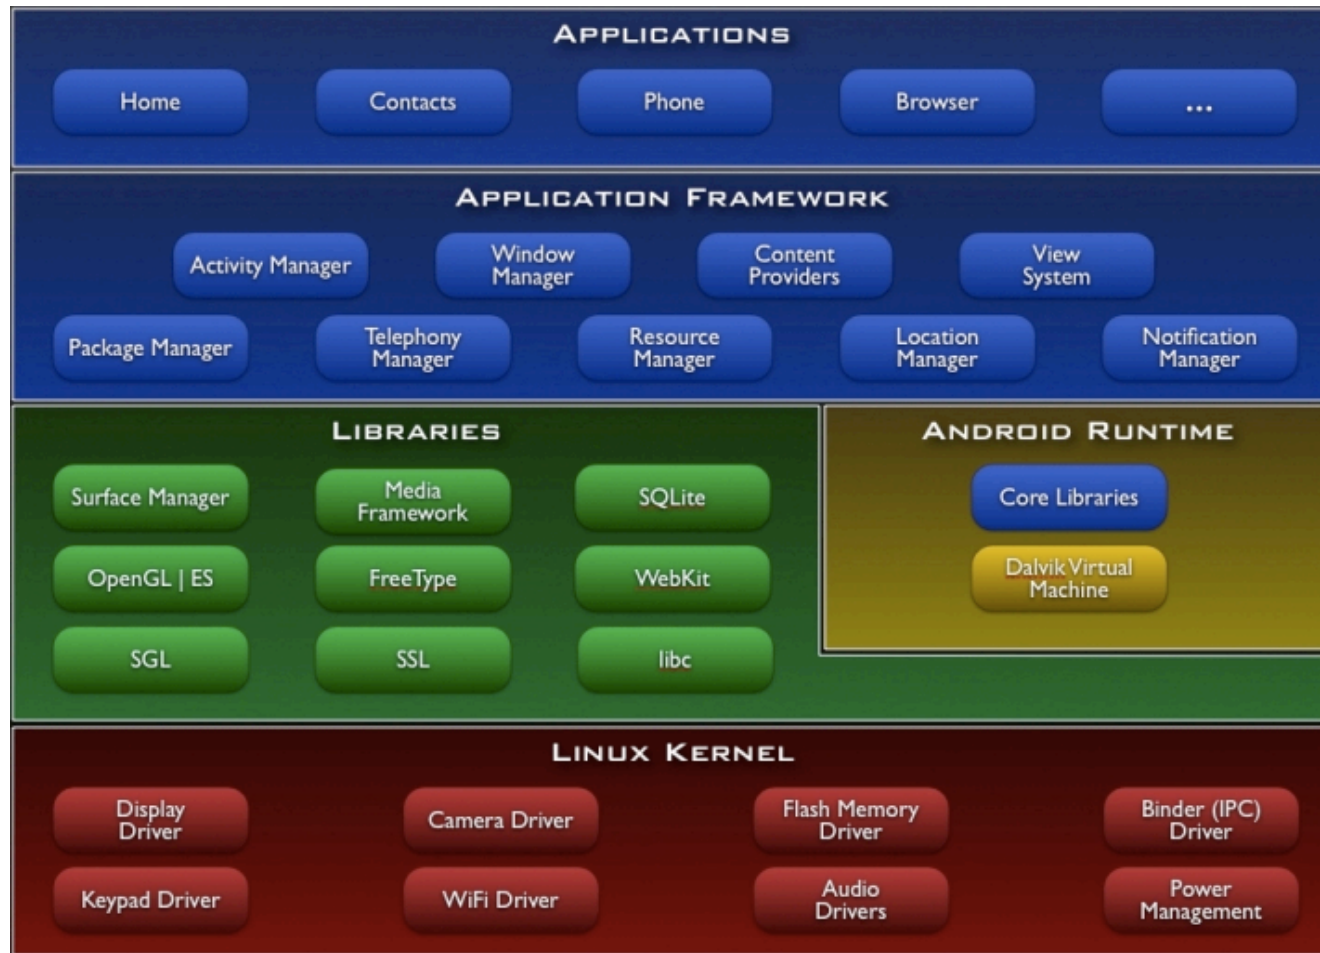 APPLICATIONS
Home
Contacts
Phone
Browser
...
APPLICATION FRAMEWORK
Activity Manager
Window
Manager
Content
Providers
View
System
Package Manager
Telephony
Manager
Resource
Manager
Location
Manager
Notification
Manager
LIBRARIES
Surface Manager
Media
Framework
SQLite
OpenGL | ES
FreeType
WebKit
SGL
SSL
libc
ANDROID RUNTIME
Core Libraries
Dalvik Virtual
Machine
LINUX KERNEL
Display
Driver
Camera Driver
Flash Memory
Driver
Binder (IPC)
Driver
Keypad Driver
WiFi Driver
Audio
Drivers
Power
Management